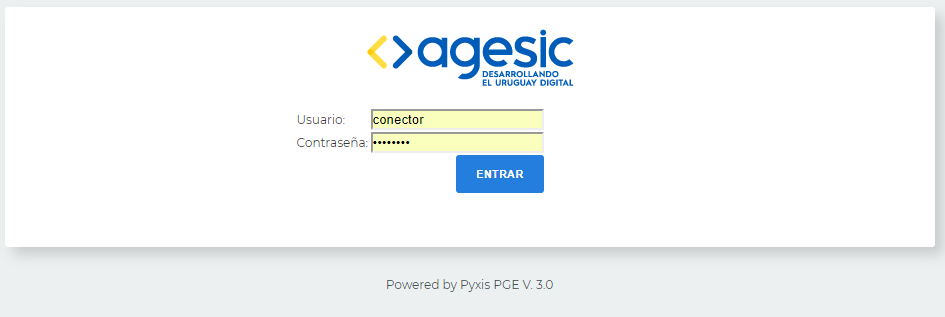 agesic
DESARROLLANDO
EL URUGUAY DIGITAL
Usuario: conector
Contraseña: ••••••••
ENTRAR
Powered by Pyxis PGE V. 3.0